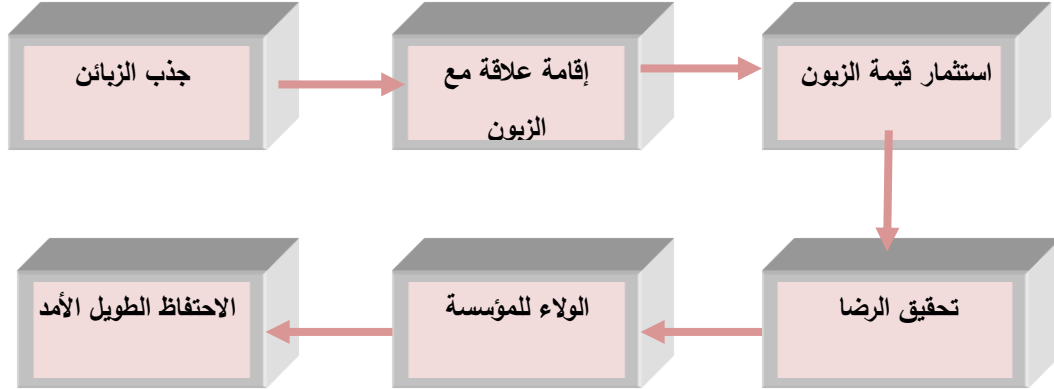 جذب الزبائن
إقامة علاقة مع
الزبون
استثمار قيمة الزبون
تحقيق الرضا
الولاء للمؤسسة
الاحتفاظ الطويل الأمد